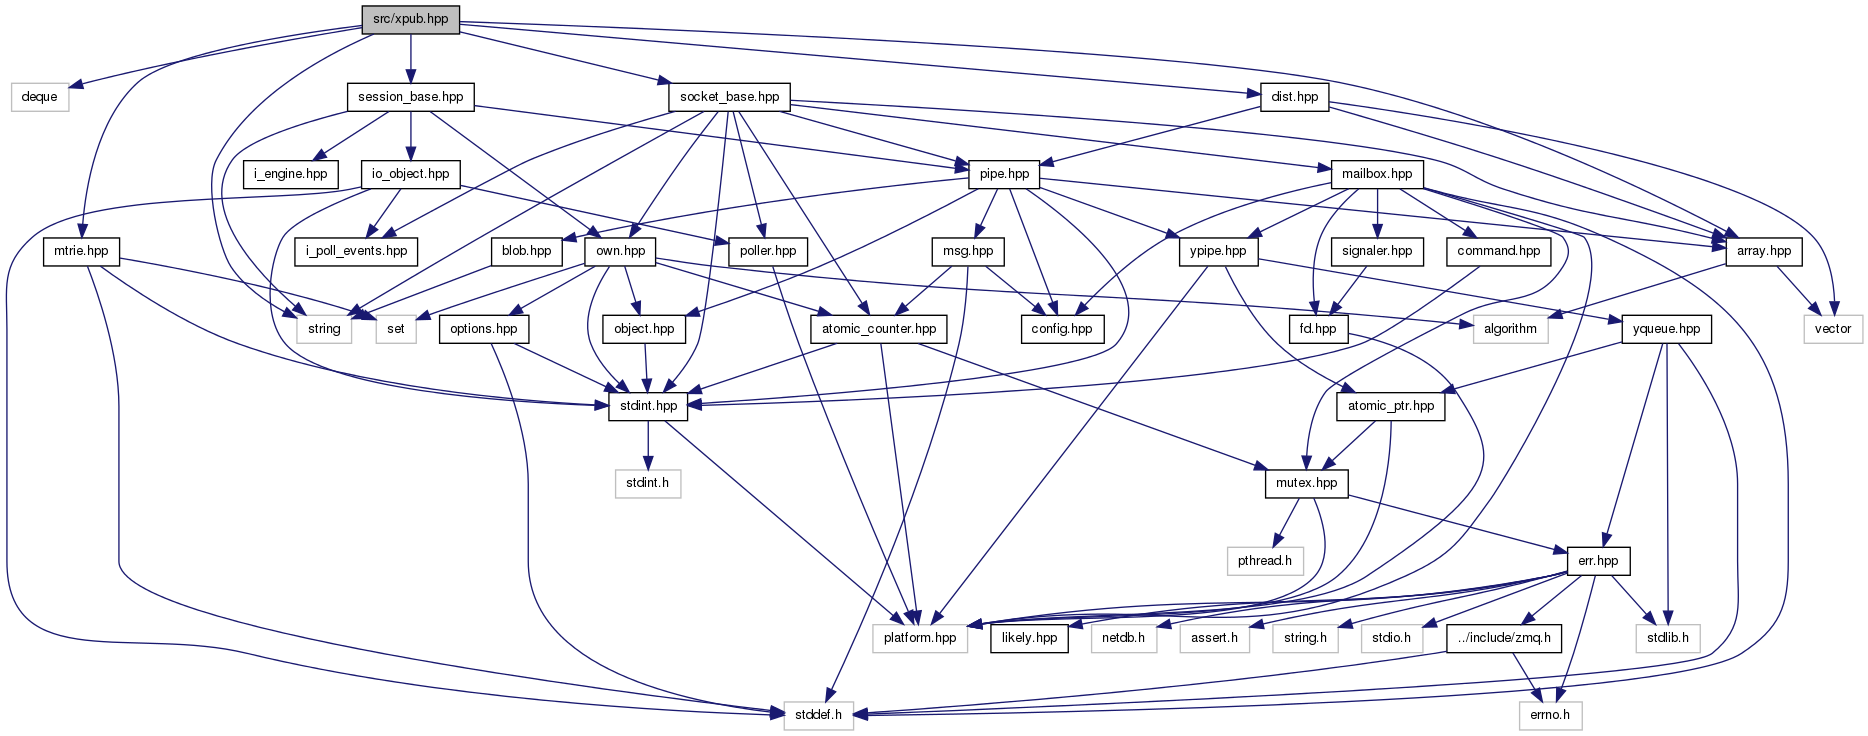 src/xpub.hpp
deque
session_base.hpp
socket_base.hpp
dist.hpp
i_engine.hpp
io_object.hpp
pipe.hpp
mailbox.hpp
mtrie.hpp
i_poll_events.hpp
blob.hpp
own.hpp
poller.hpp
msg.hpp
ypipe.hpp
signaler.hpp
command.hpp
array.hpp
string
set
options.hpp
object.hpp
atomic_counter.hpp
config.hpp
fd.hpp
algorithm
yqueue.hpp
vector
stdint.hpp
atomic_ptr.hpp
stdint.h
mutex.hpp
pthread.h
err.hpp
platform.hpp
likely.hpp
netdb.h
assert.h
string.h
stdio.h
../include/zmq.h
stdlib.h
stddef.h
errno.h